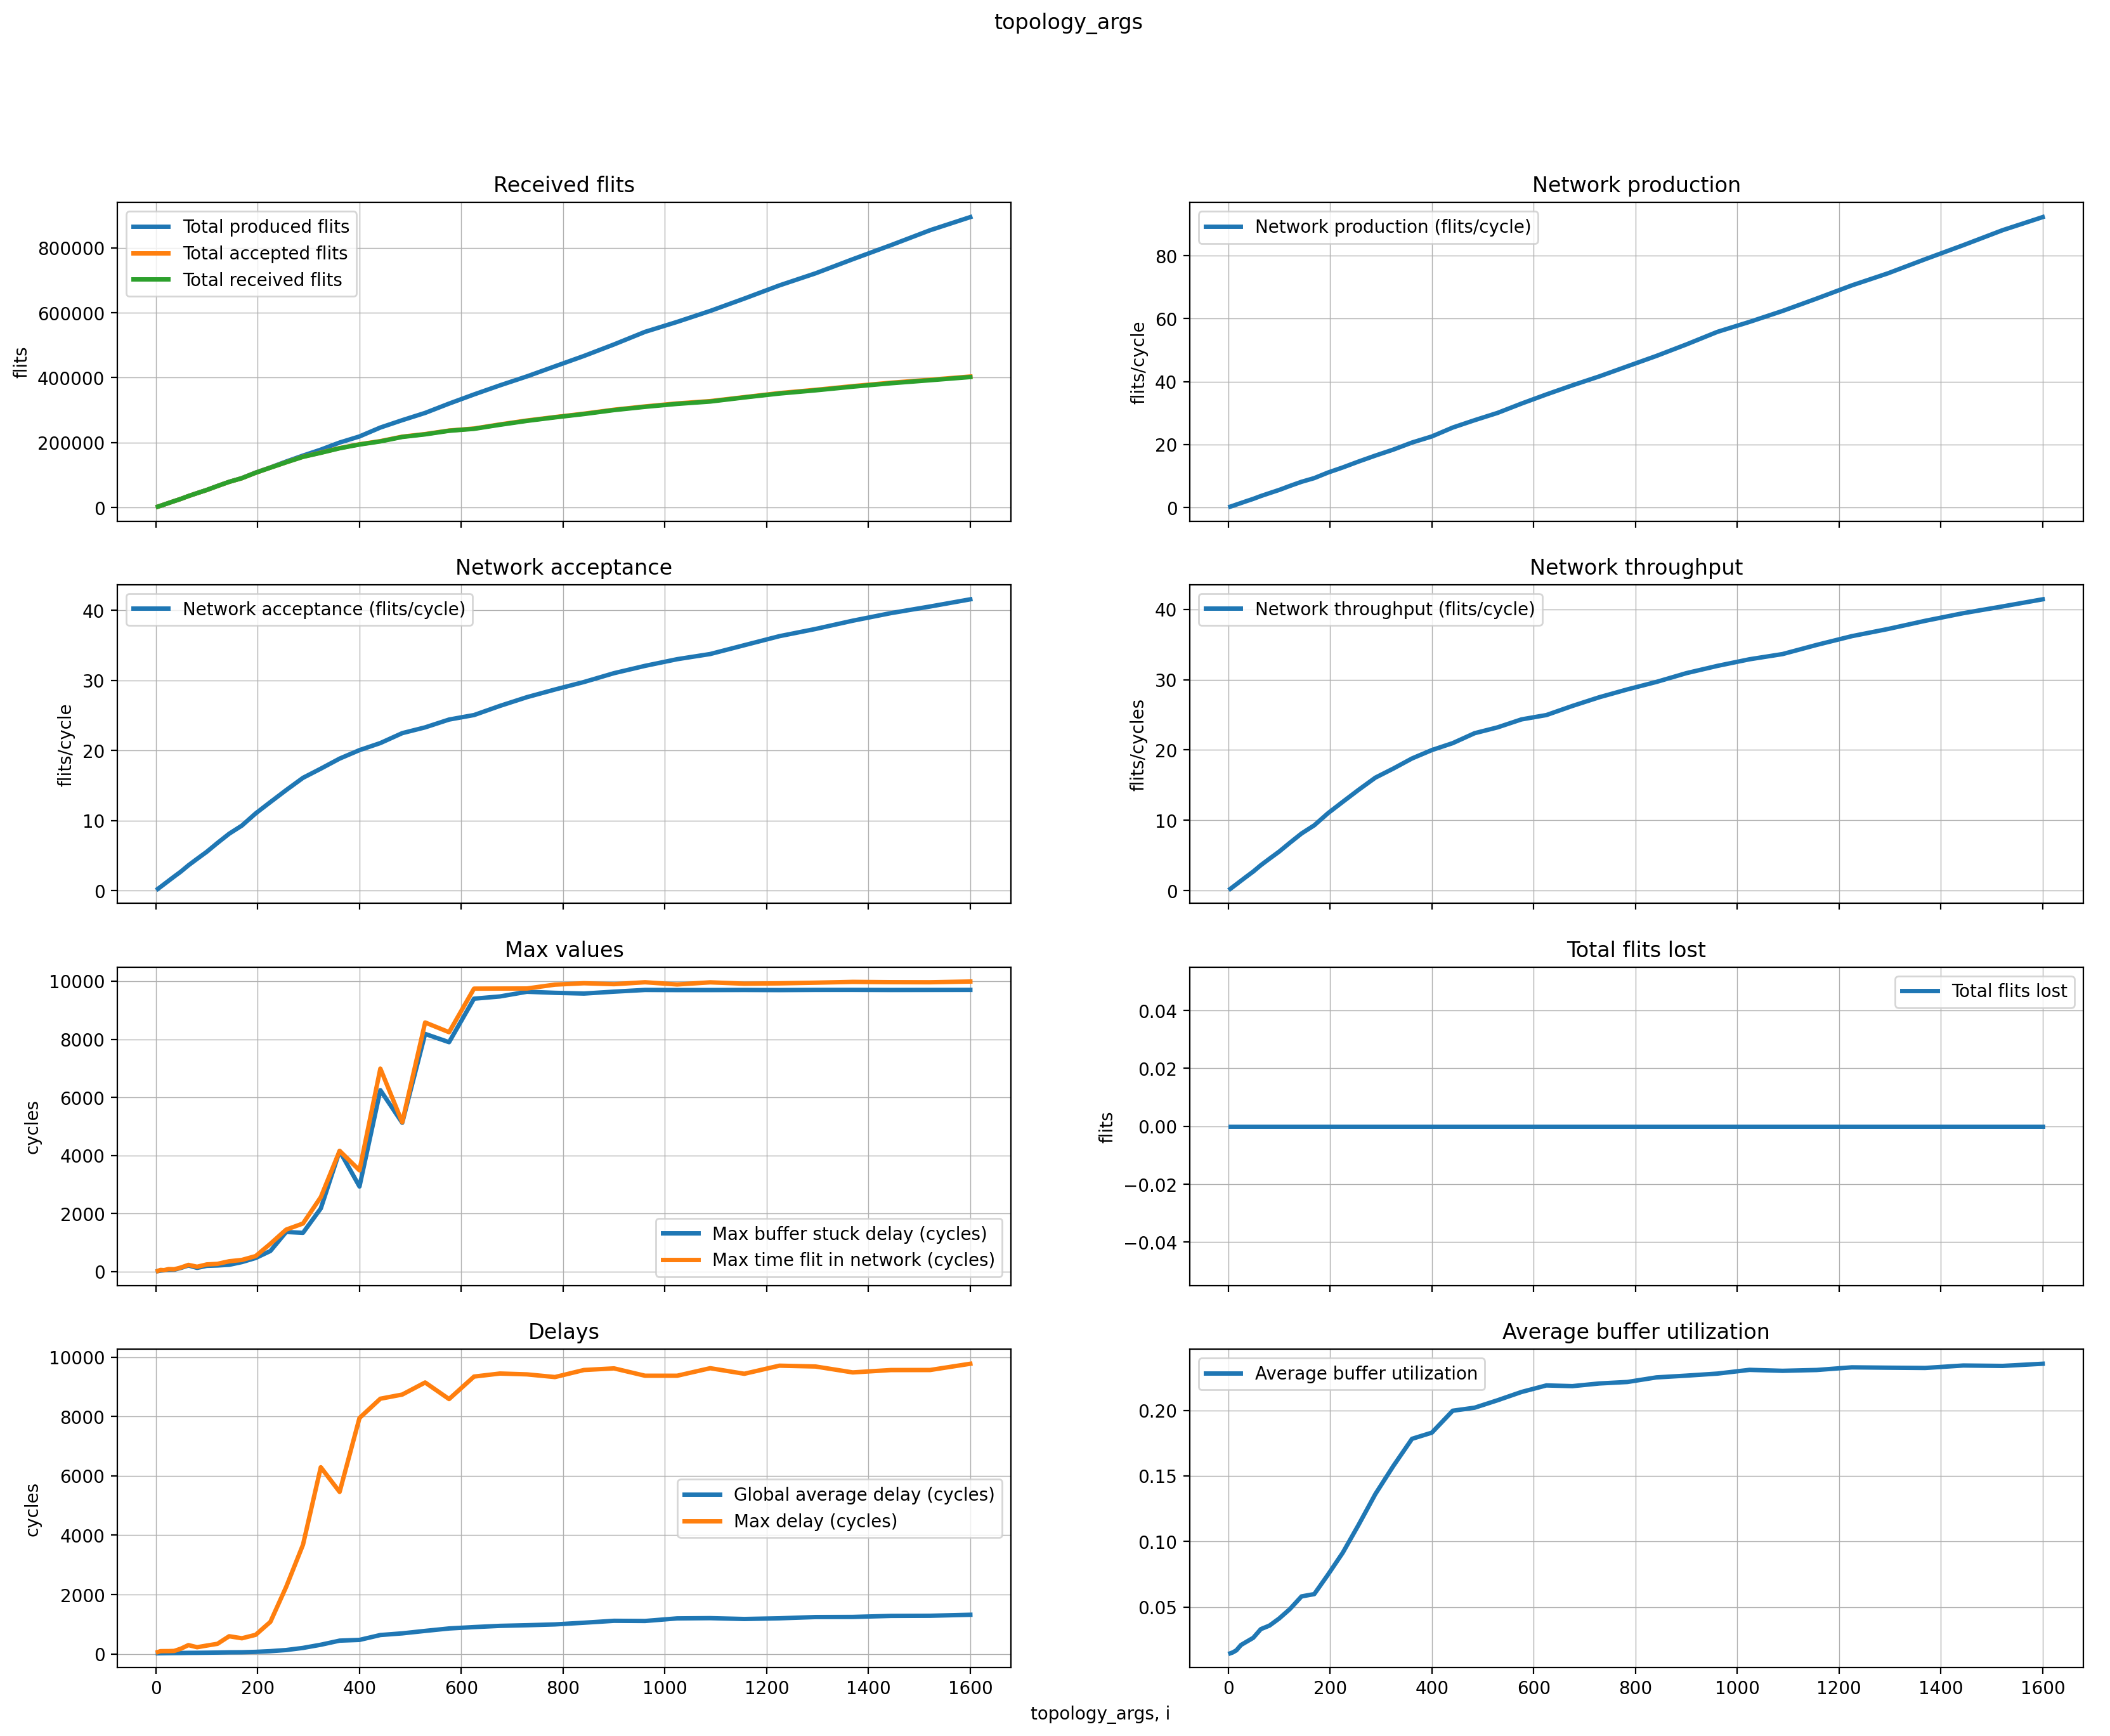 topology_args
Received flits
Total produced flits
Total accepted flits
Total received flits
800000
600000
400000
200000
0
flits
Network production
Network production (flits/cycle)
80
60
40
20
0
flits/cycle
Network acceptance
Network acceptance (flits/cycle)
40
30
20
10
0
flits/cycle
Network throughput
Network throughput (flits/cycle)
40
30
20
10
0
flits/cycles
Max values
10000
8000
6000
4000
2000
0
cycles
Max buffer stuck delay (cycles)
Max time flit in network (cycles)
Total flits lost
Total flits lost
0.04
0.02
0.00
−0.02
−0.04
flits
Delays
10000
8000
6000
4000
2000
0
cycles
Global average delay (cycles)
Max delay (cycles)
0 200 400 600 800 1000 1200 1400 1600
Average buffer utilization
Average buffer utilization
0.20
0.15
0.10
0.05
0 200 400 600 800 1000 1200 1400 1600
topology_args, i